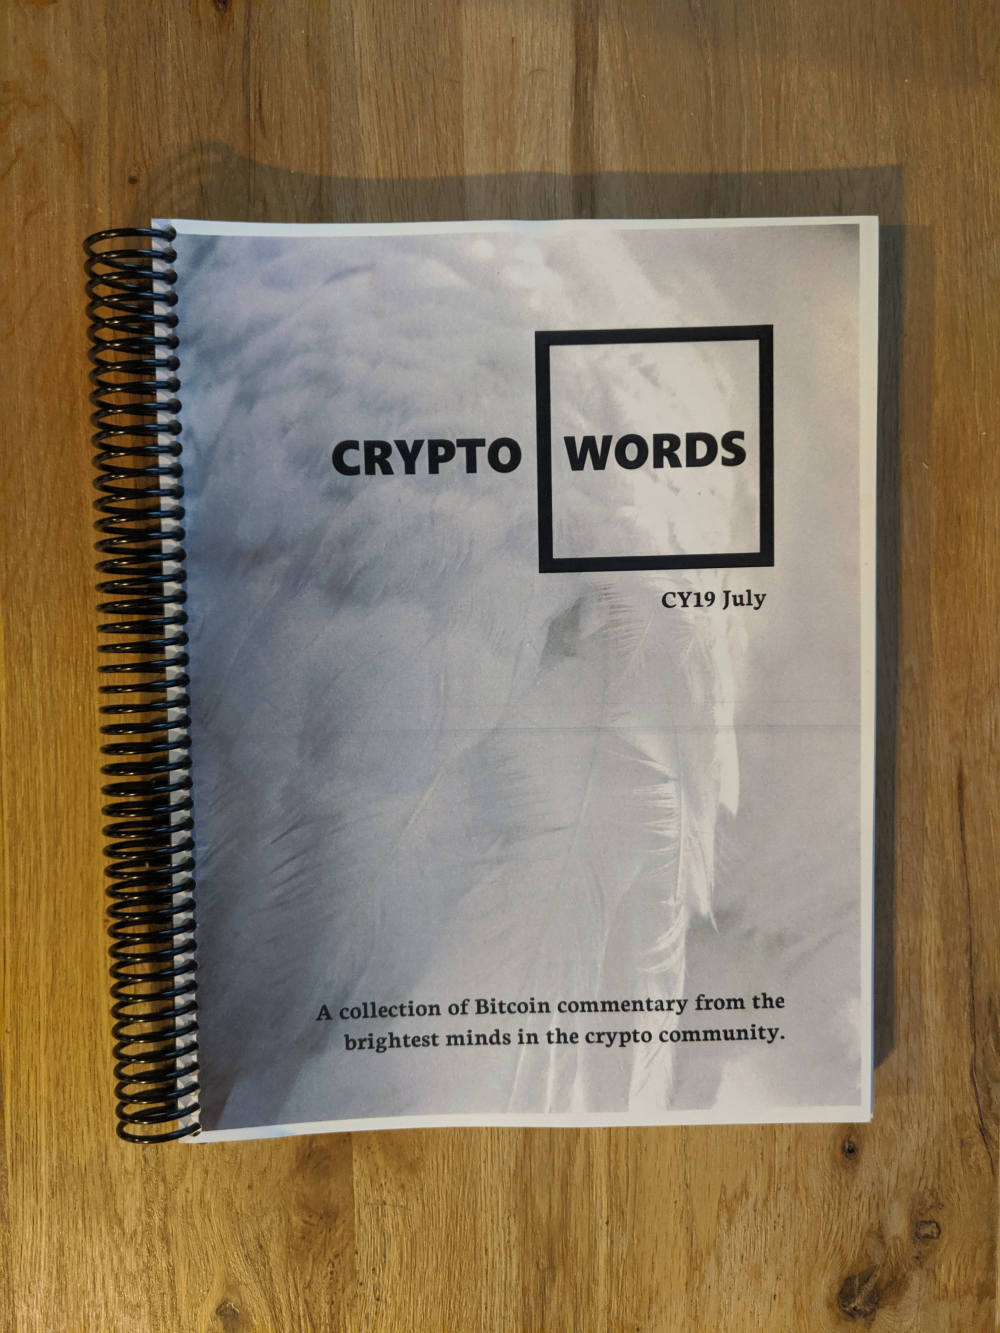 CRYPTO WORDS
CY19 July
A collection of Bitcoin commentary from the
brightest minds in the crypto community.